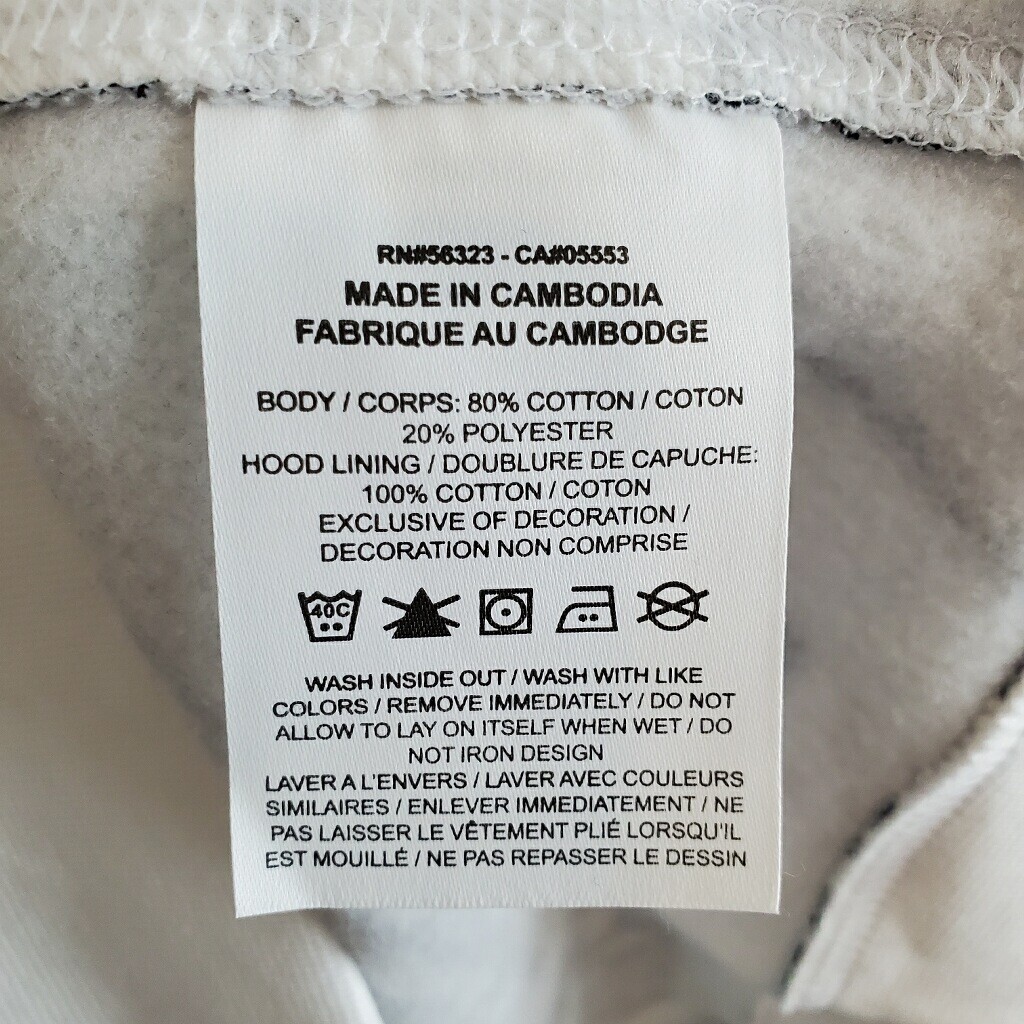 RN#56323 - CA#05553
MADE IN CAMBODIA
FABRIQUE AU CAMBODGE
BODY / CORPS: 80% COTTON / COTON
20% POLYESTER
HOOD LINING / DOUBLURE DE CAPUCHE:
100% COTTON / COTON
EXCLUSIVE OF DECORATION /
DECORATION NON COMPRISE
40C
WASH INSIDE OUT / WASH WITH LIKE
COLORS / REMOVE IMMEDIATELY / DO NOT
ALLOW TO LAY ON ITSELF WHEN WET / DO
NOT IRON DESIGN
LAVER A L'ENVERS / LAVER AVEC COULEURS
SIMILAIRES / ENLEVER IMMEDIATEMENT / NE
PAS LAISSER LE VÊTEMENT PLIÉ LORSQU'IL
EST MOUILLÉ / NE PAS REPASSER LE DESSIN